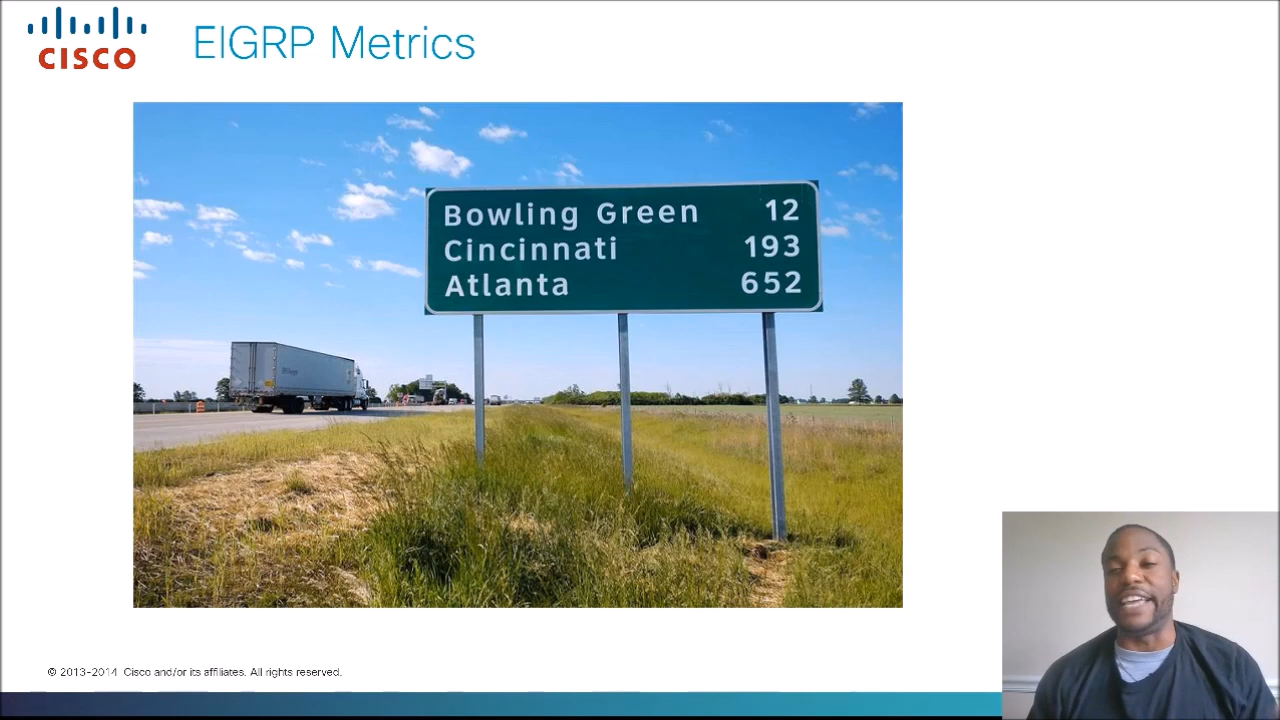 CISCO
EIGRP Metrics
Bowling Green 12
Cincinnati 193
Atlanta 652
© 2013-2014 Cisco and/or its affiliates. All rights reserved.